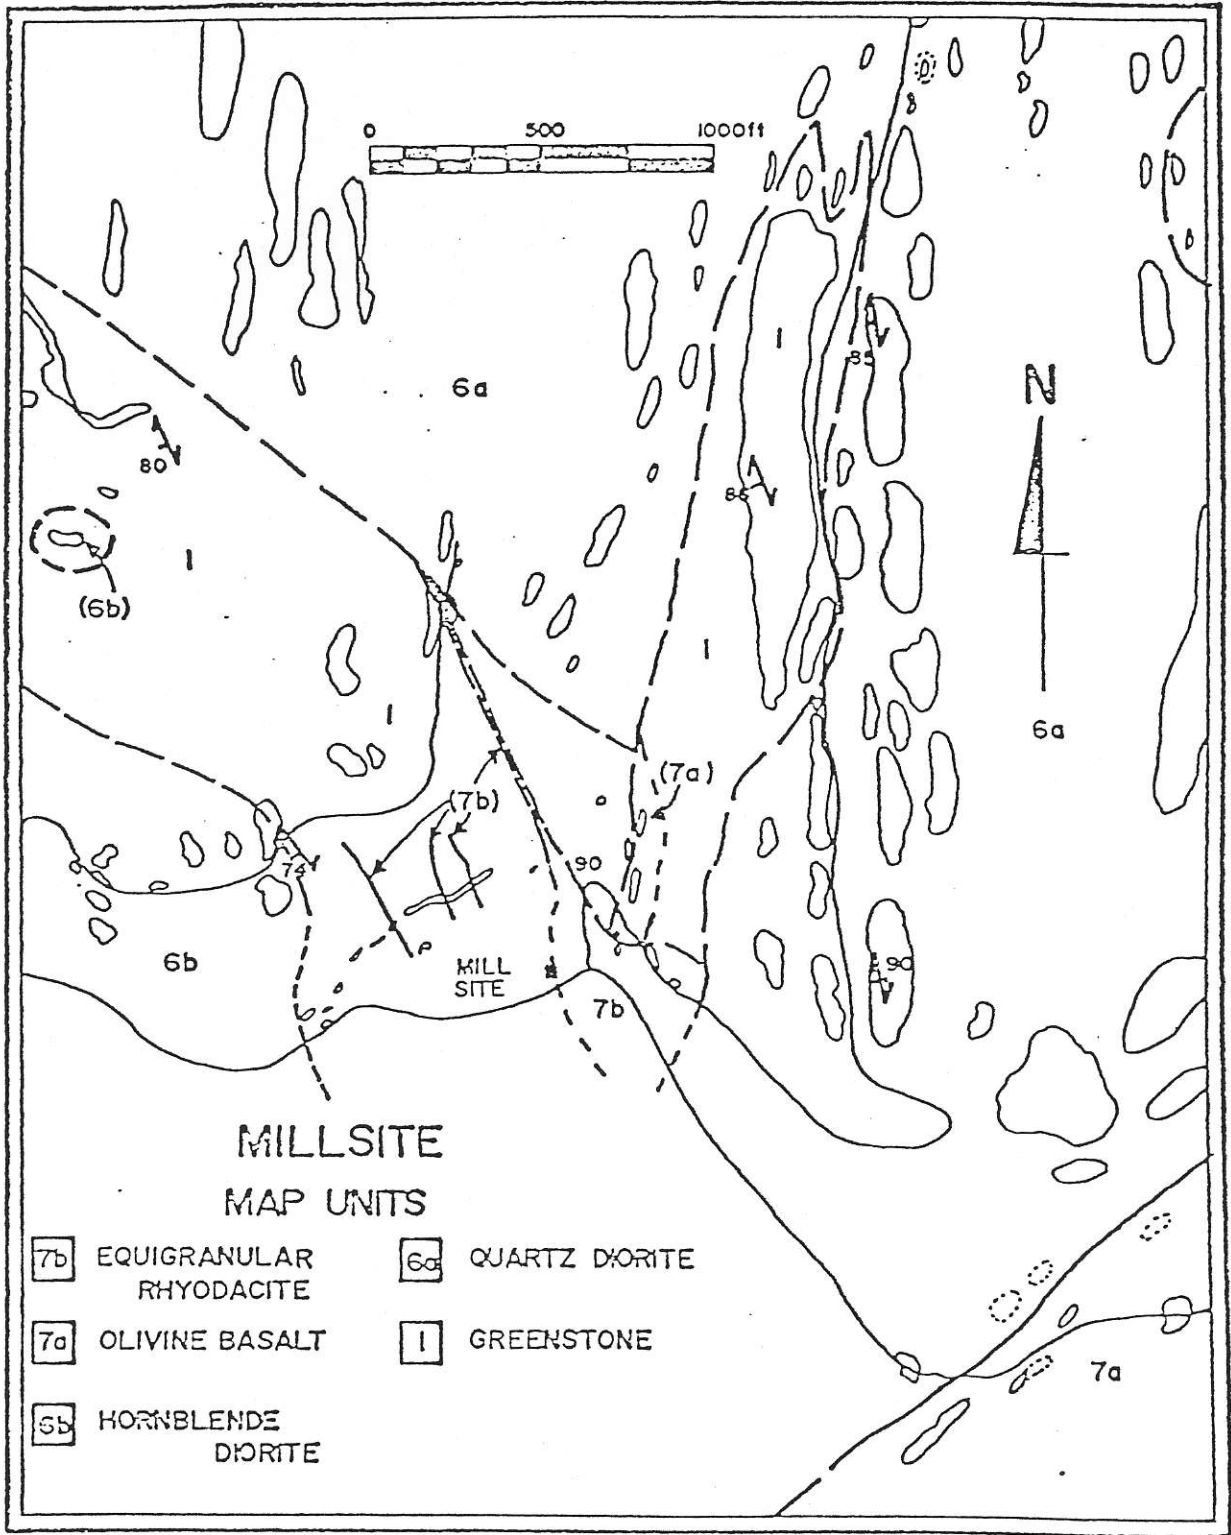 0 500 1000ft
6a
1
85
N
80
86
1
(6b)
1
6a
1
(7a)
(7b)
90
74
6b
MILL
SITE
90
7b
MILLSITE
MAP UNITS
7b EQUIGRANULAR
RHYODACITE
6a QUARTZ DIORITE
7a OLIVINE BASALT
1 GREENSTONE
7a
6b HORNBLENDE
DIORITE